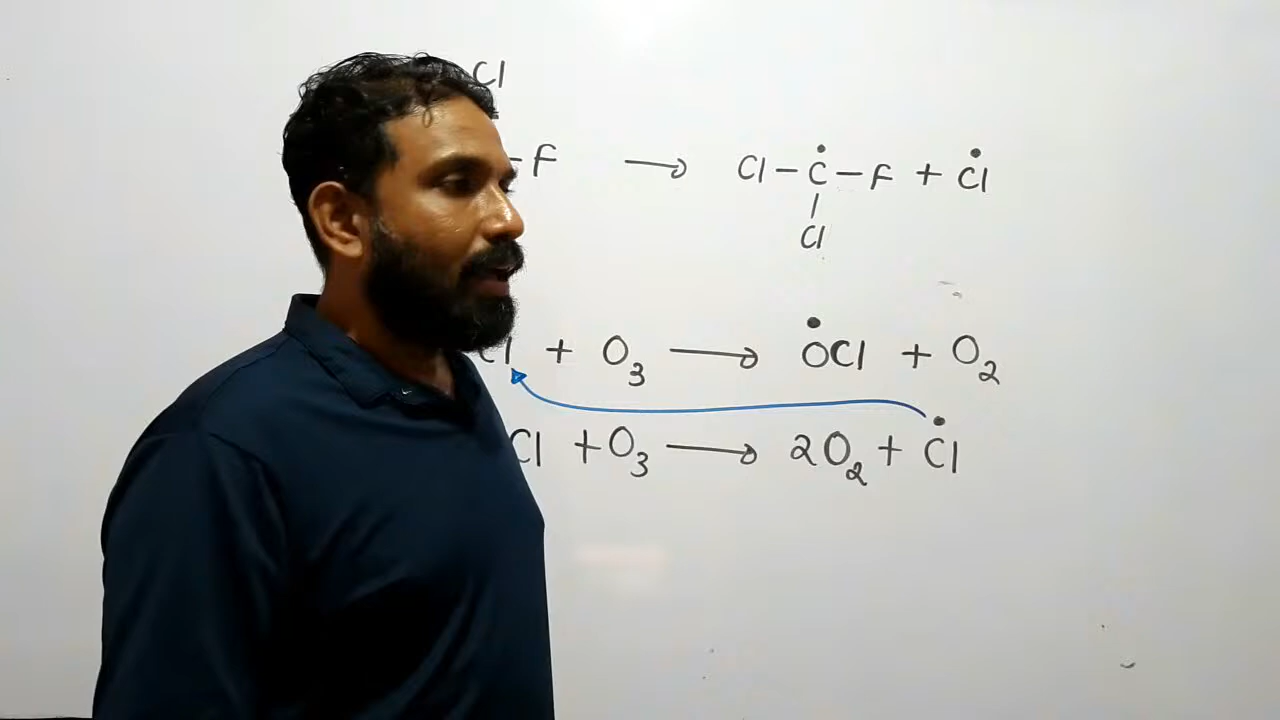 Cl
–F ⟶ Cl–Ċ–F + Ċl
|
Cl
Cl + O₃ ⟶ ȮCl + O₂
Cl + O₃ ⟶ 2O₂ + Ċl